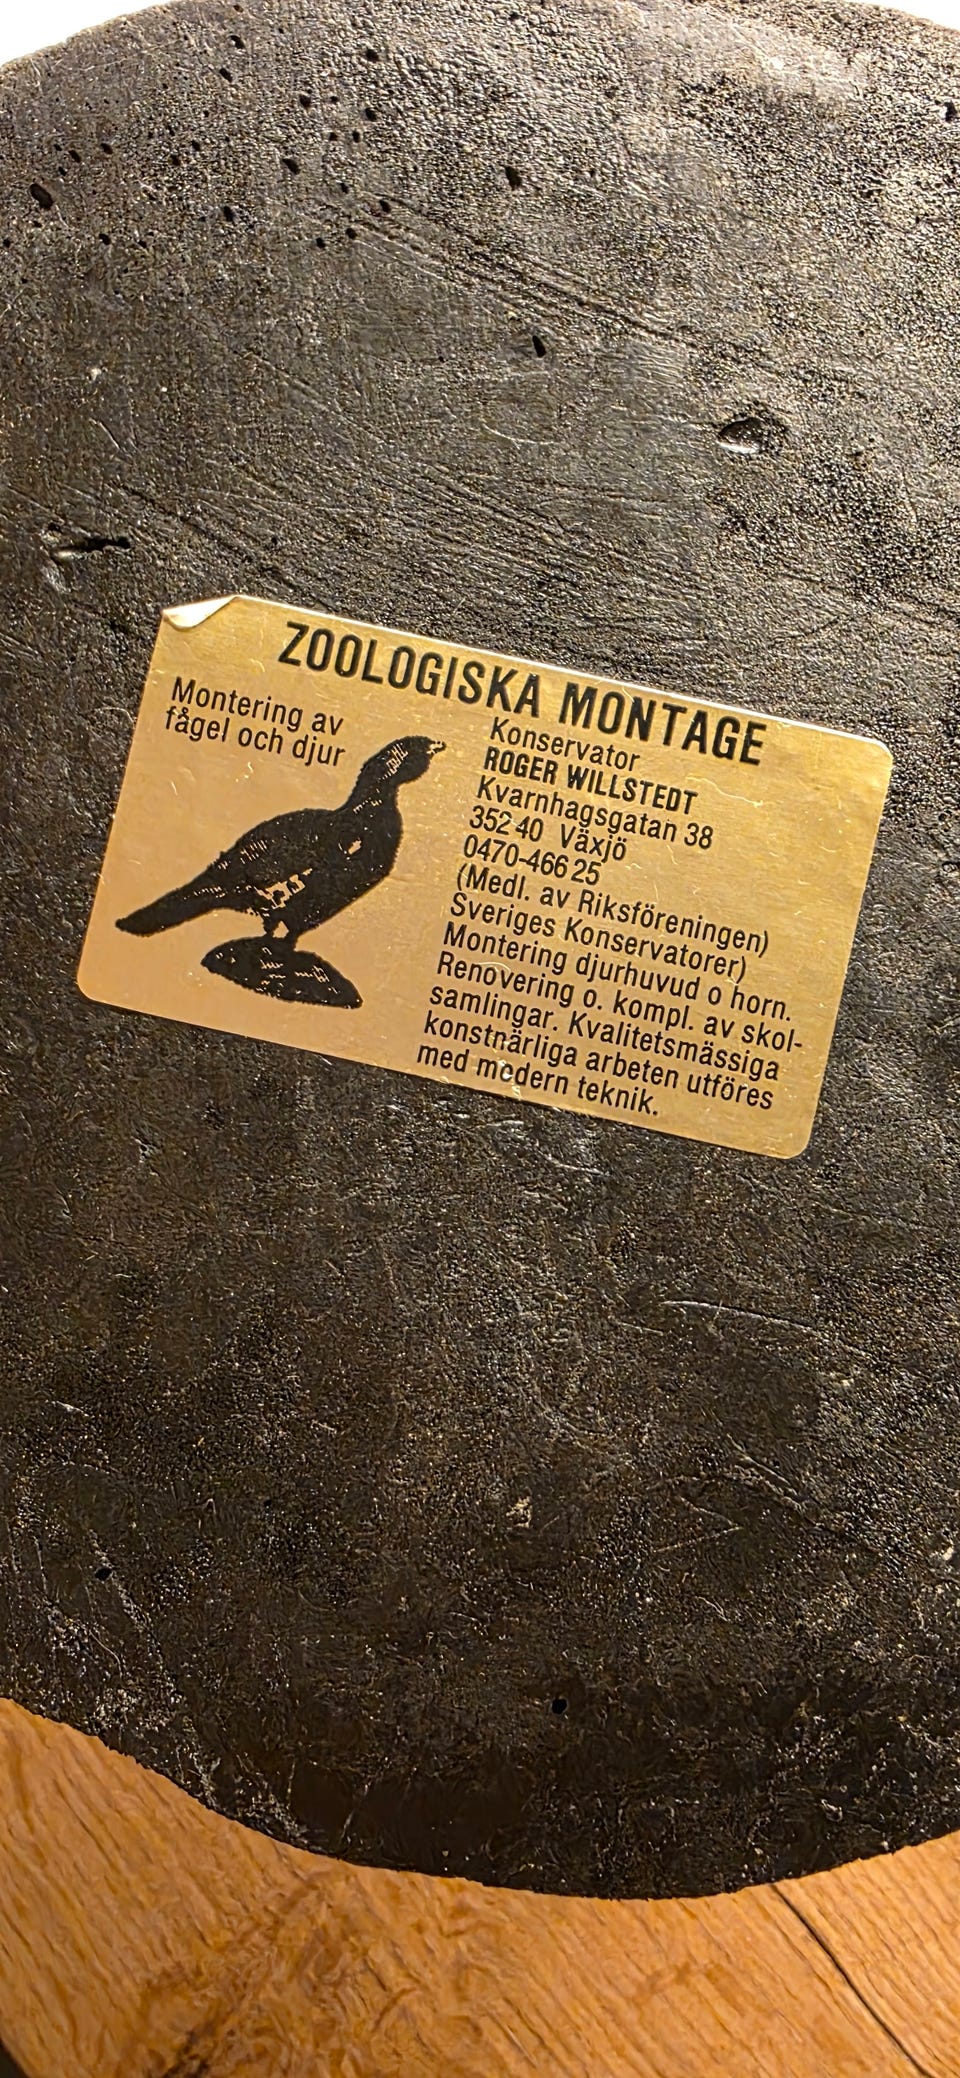 ZOOLOGISKA MONTAGE
Montering av
fågel och djur
Konservator
ROGER WILLSTEDT
Kvarnhagsgatan 38
352 40 Växjö
0470-466 25
(Medl. av Riksföreningen)
Sveriges Konservatorer)
Montering djurhuvud o horn.
Renovering o. kompl. av skol-
samlingar. Kvalitetsmässiga
konstnärliga arbeten utföres
med modern teknik.